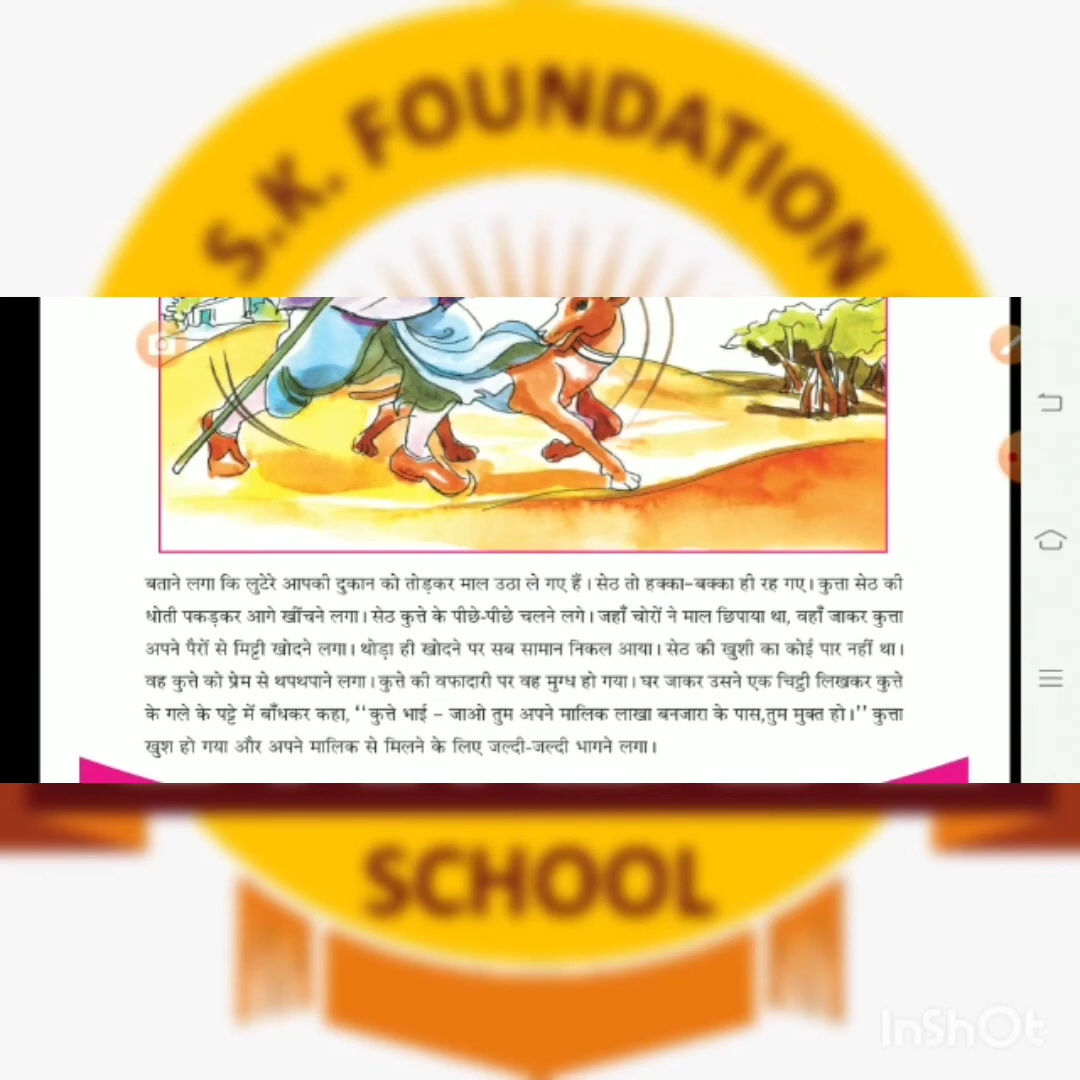 S.K. FOUNDATION
बताने लगा कि लुटेरे आपकी दुकान को तोड़कर माल उठा ले गए हैं। सेठ तो हक्का-बक्का ही रह गए। कुत्ता सेठ की
धोती पकड़कर आगे खींचने लगा। सेठ कुत्ते के पीछे-पीछे चलने लगे। जहाँ चोरों ने माल छिपाया था, वहाँ जाकर कुत्ता
अपने पैरों से मिट्टी खोदने लगा। थोड़ा ही खोदने पर सब सामान निकल आया। सेठ की खुशी का कोई पार नहीं था।
वह कुत्ते को प्रेम से थपथपाने लगा। कुत्ते की वफादारी पर वह मुग्ध हो गया। घर जाकर उसने एक चिट्ठी लिखकर कुत्ते
के गले के पट्टे में बाँधकर कहा, ‘‘कुत्ते भाई – जाओ तुम अपने मालिक लाखा बनजारा के पास,तुम मुक्त हो।’’ कुत्ता
खुश हो गया और अपने मालिक से मिलने के लिए जल्दी-जल्दी भागने लगा।
SCHOOL
InShOt